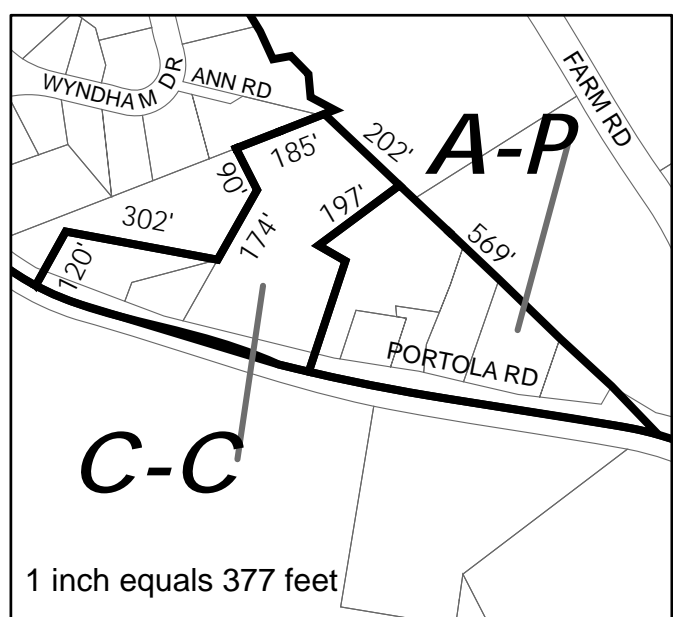 WYNDHAM DR
ANN RD
FARM RD
202'
A-P
185'
90'
197'
302'
174'
569'
120'
PORTOLA RD
C-C
1 inch equals 377 feet